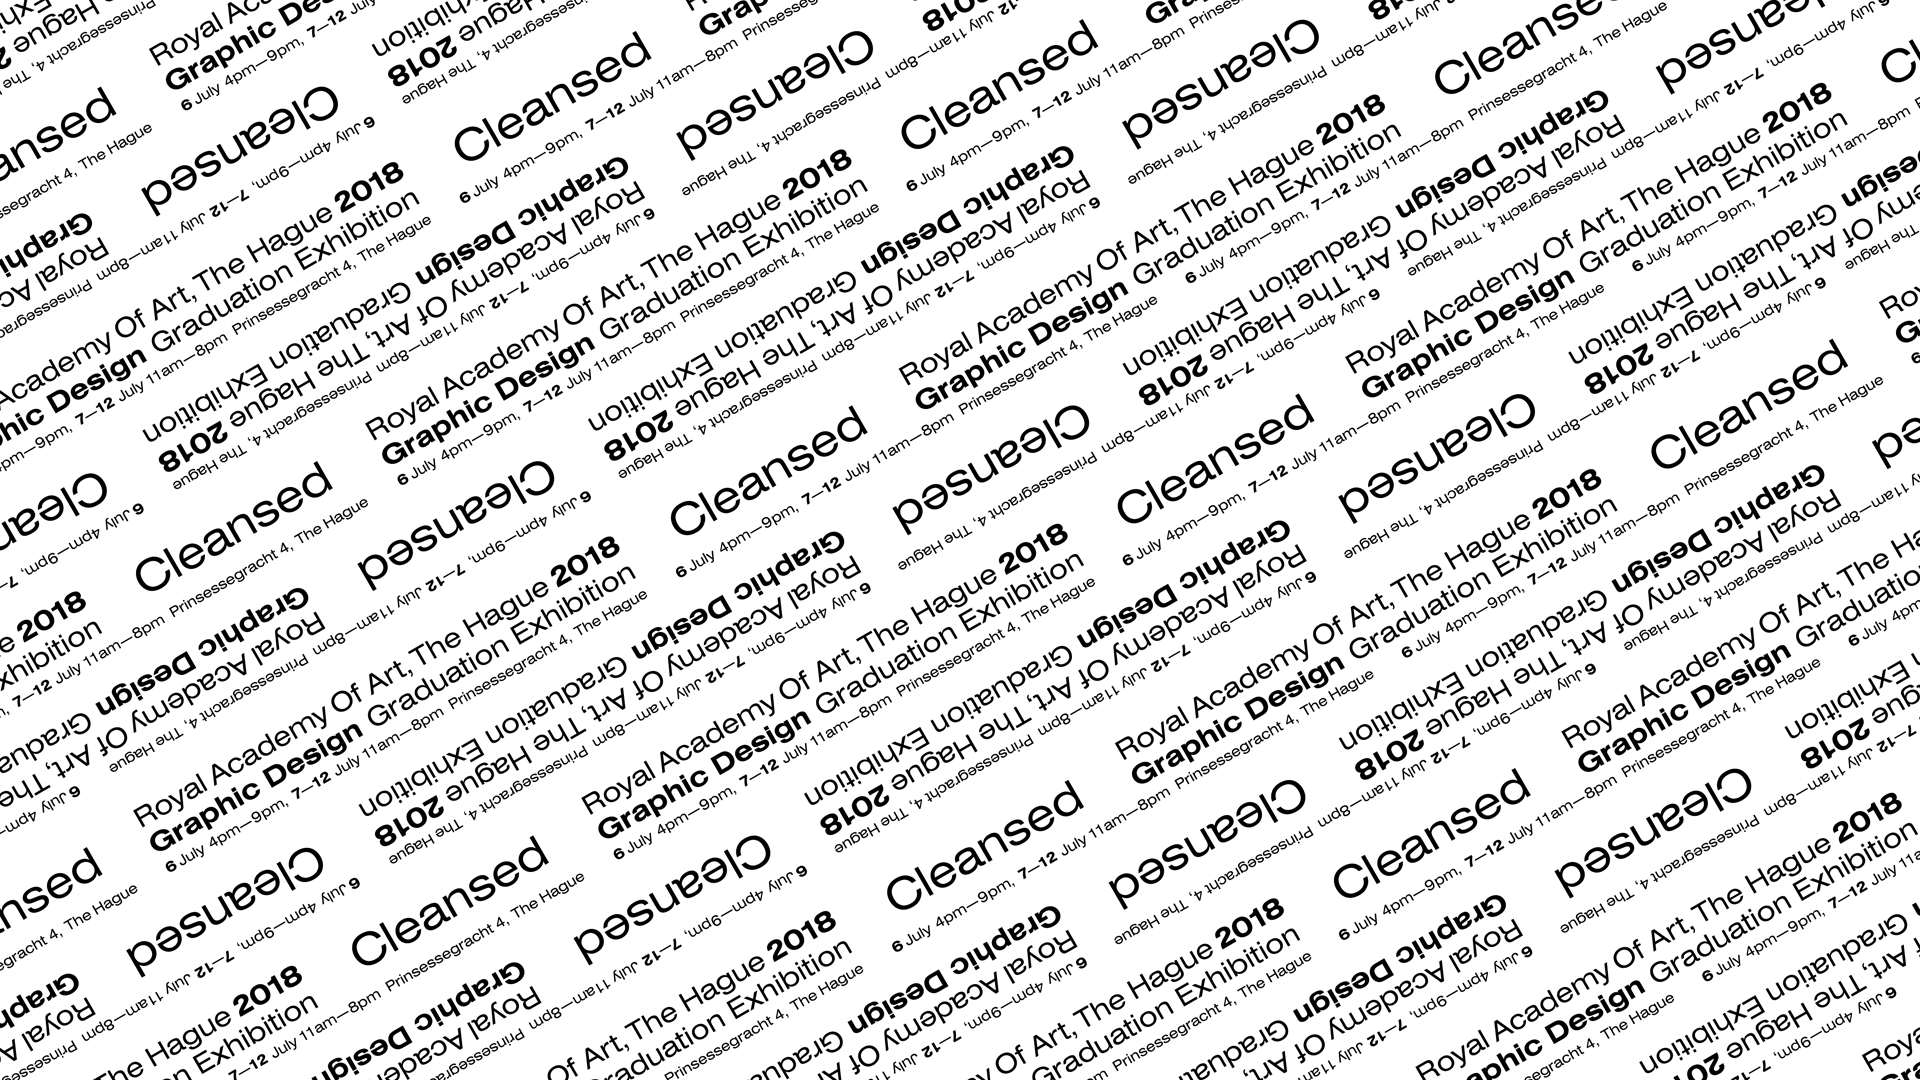 Cleansed
Royal Academy Of Art, The Hague 2018
Graphic Design Graduation Exhibition
6 July 4pm—9pm, 7–12 July 11am—8pm Prinsessegracht 4, The Hague